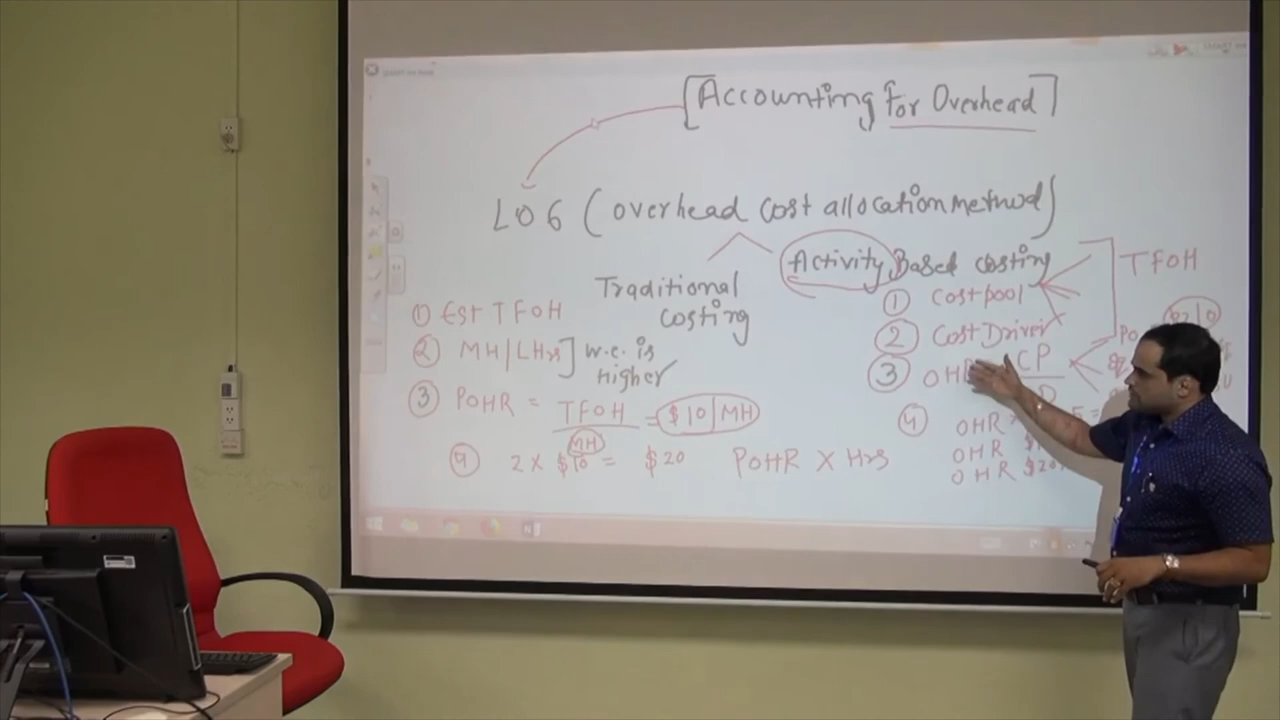 [Accounting For Overhead]
LO6 (overhead cost allocation method)
Traditional costing
① Est TFOH
② MH/LHrs] w.e. is higher
③ POHR = TFOH / MH = $10/MH
④ 2 x $10 = $20 POHR X Hrs
Activity Based costing
① Cost pool
② Cost Driver
③ OHR CP
④ OHR
OHR
OHR $20
TFOH